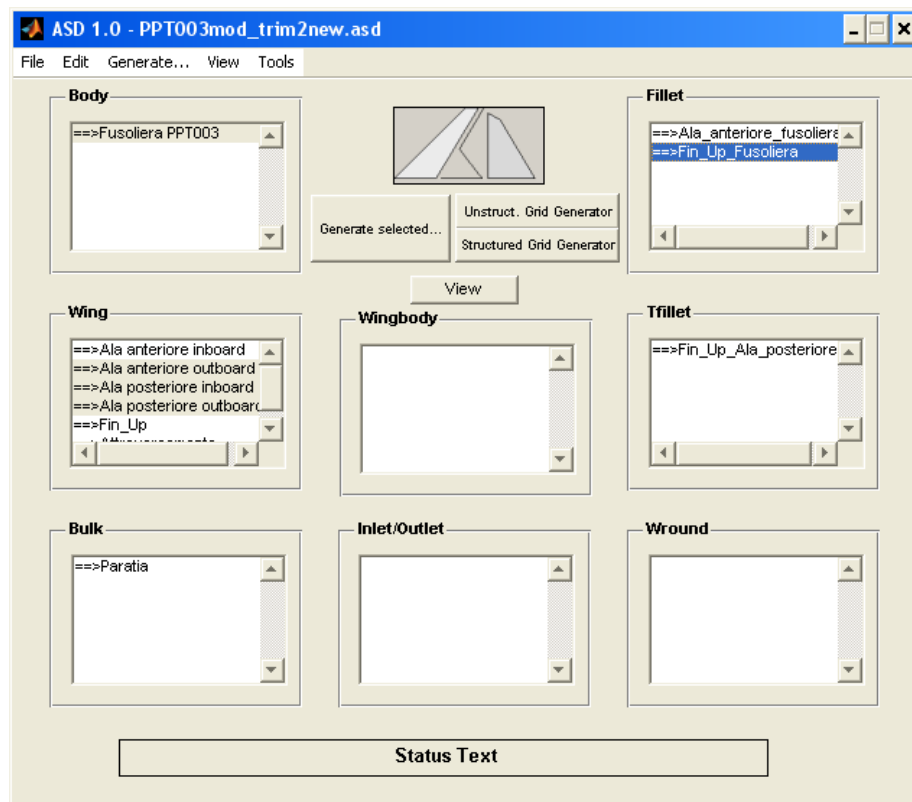 ASD 1.0 - PPT003mod_trim2new.asd
File Edit Generate... View Tools
Body
==>Fusoliera PPT003
Generate selected...
Unstruct. Grid Generator
Structured Grid Generator
View
Fillet
==>Ala_anteriore_fusoliera
==>Fin_Up_Fusoliera
Wing
==>Ala anteriore inboard
==>Ala anteriore outboard
==>Ala posteriore inboard
==>Ala posteriore outboard
==>Fin_Up
Wingbody
Tfillet
==>Fin_Up_Ala_posteriore
Bulk
==>Paratia
Inlet/Outlet
Wround
Status Text